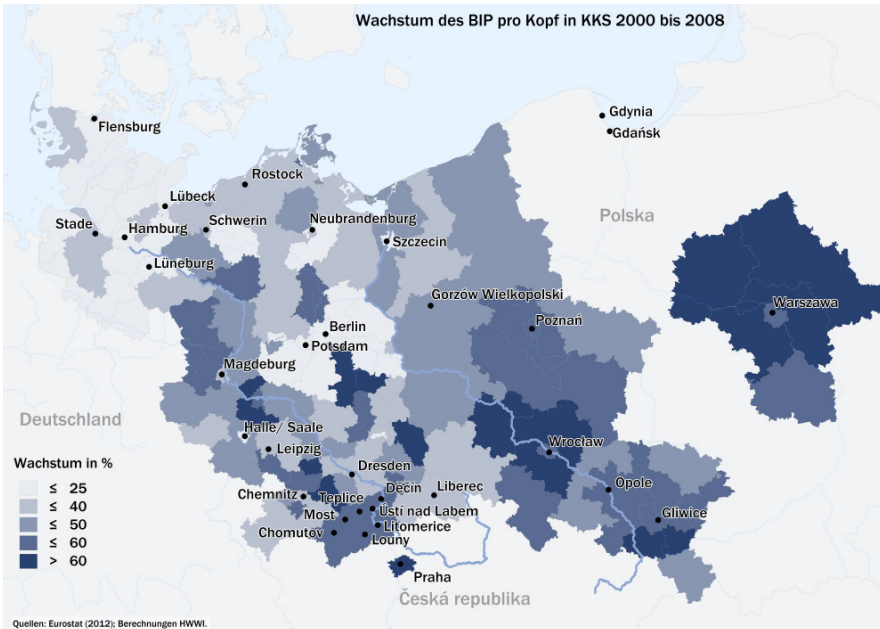 Wachstum des BIP pro Kopf in KKS 2000 bis 2008
Gdynia
Flensburg
Gdańsk
Rostock
Lübeck
Polska
Stade
Hamburg
Schwerin
Neubrandenburg
Szczecin
Lüneburg
Gorzów Wielkopolski
Warszawa
Berlin
Poznań
Potsdam
Magdeburg
Deutschland
Halle/ Saale
Wrocław
Leipzig
Wachstum in %
Dresden
≤ 25
Chemnitz
Teplice
Děčín
Liberec
Opole
≤ 40
Most
Ústí nad Labem
Gliwice
≤ 50
Chomutov
Litomerice
≤ 60
Louny
> 60
Praha
Česká republika
Quellen: Eurostat (2012); Berechnungen HWWI.